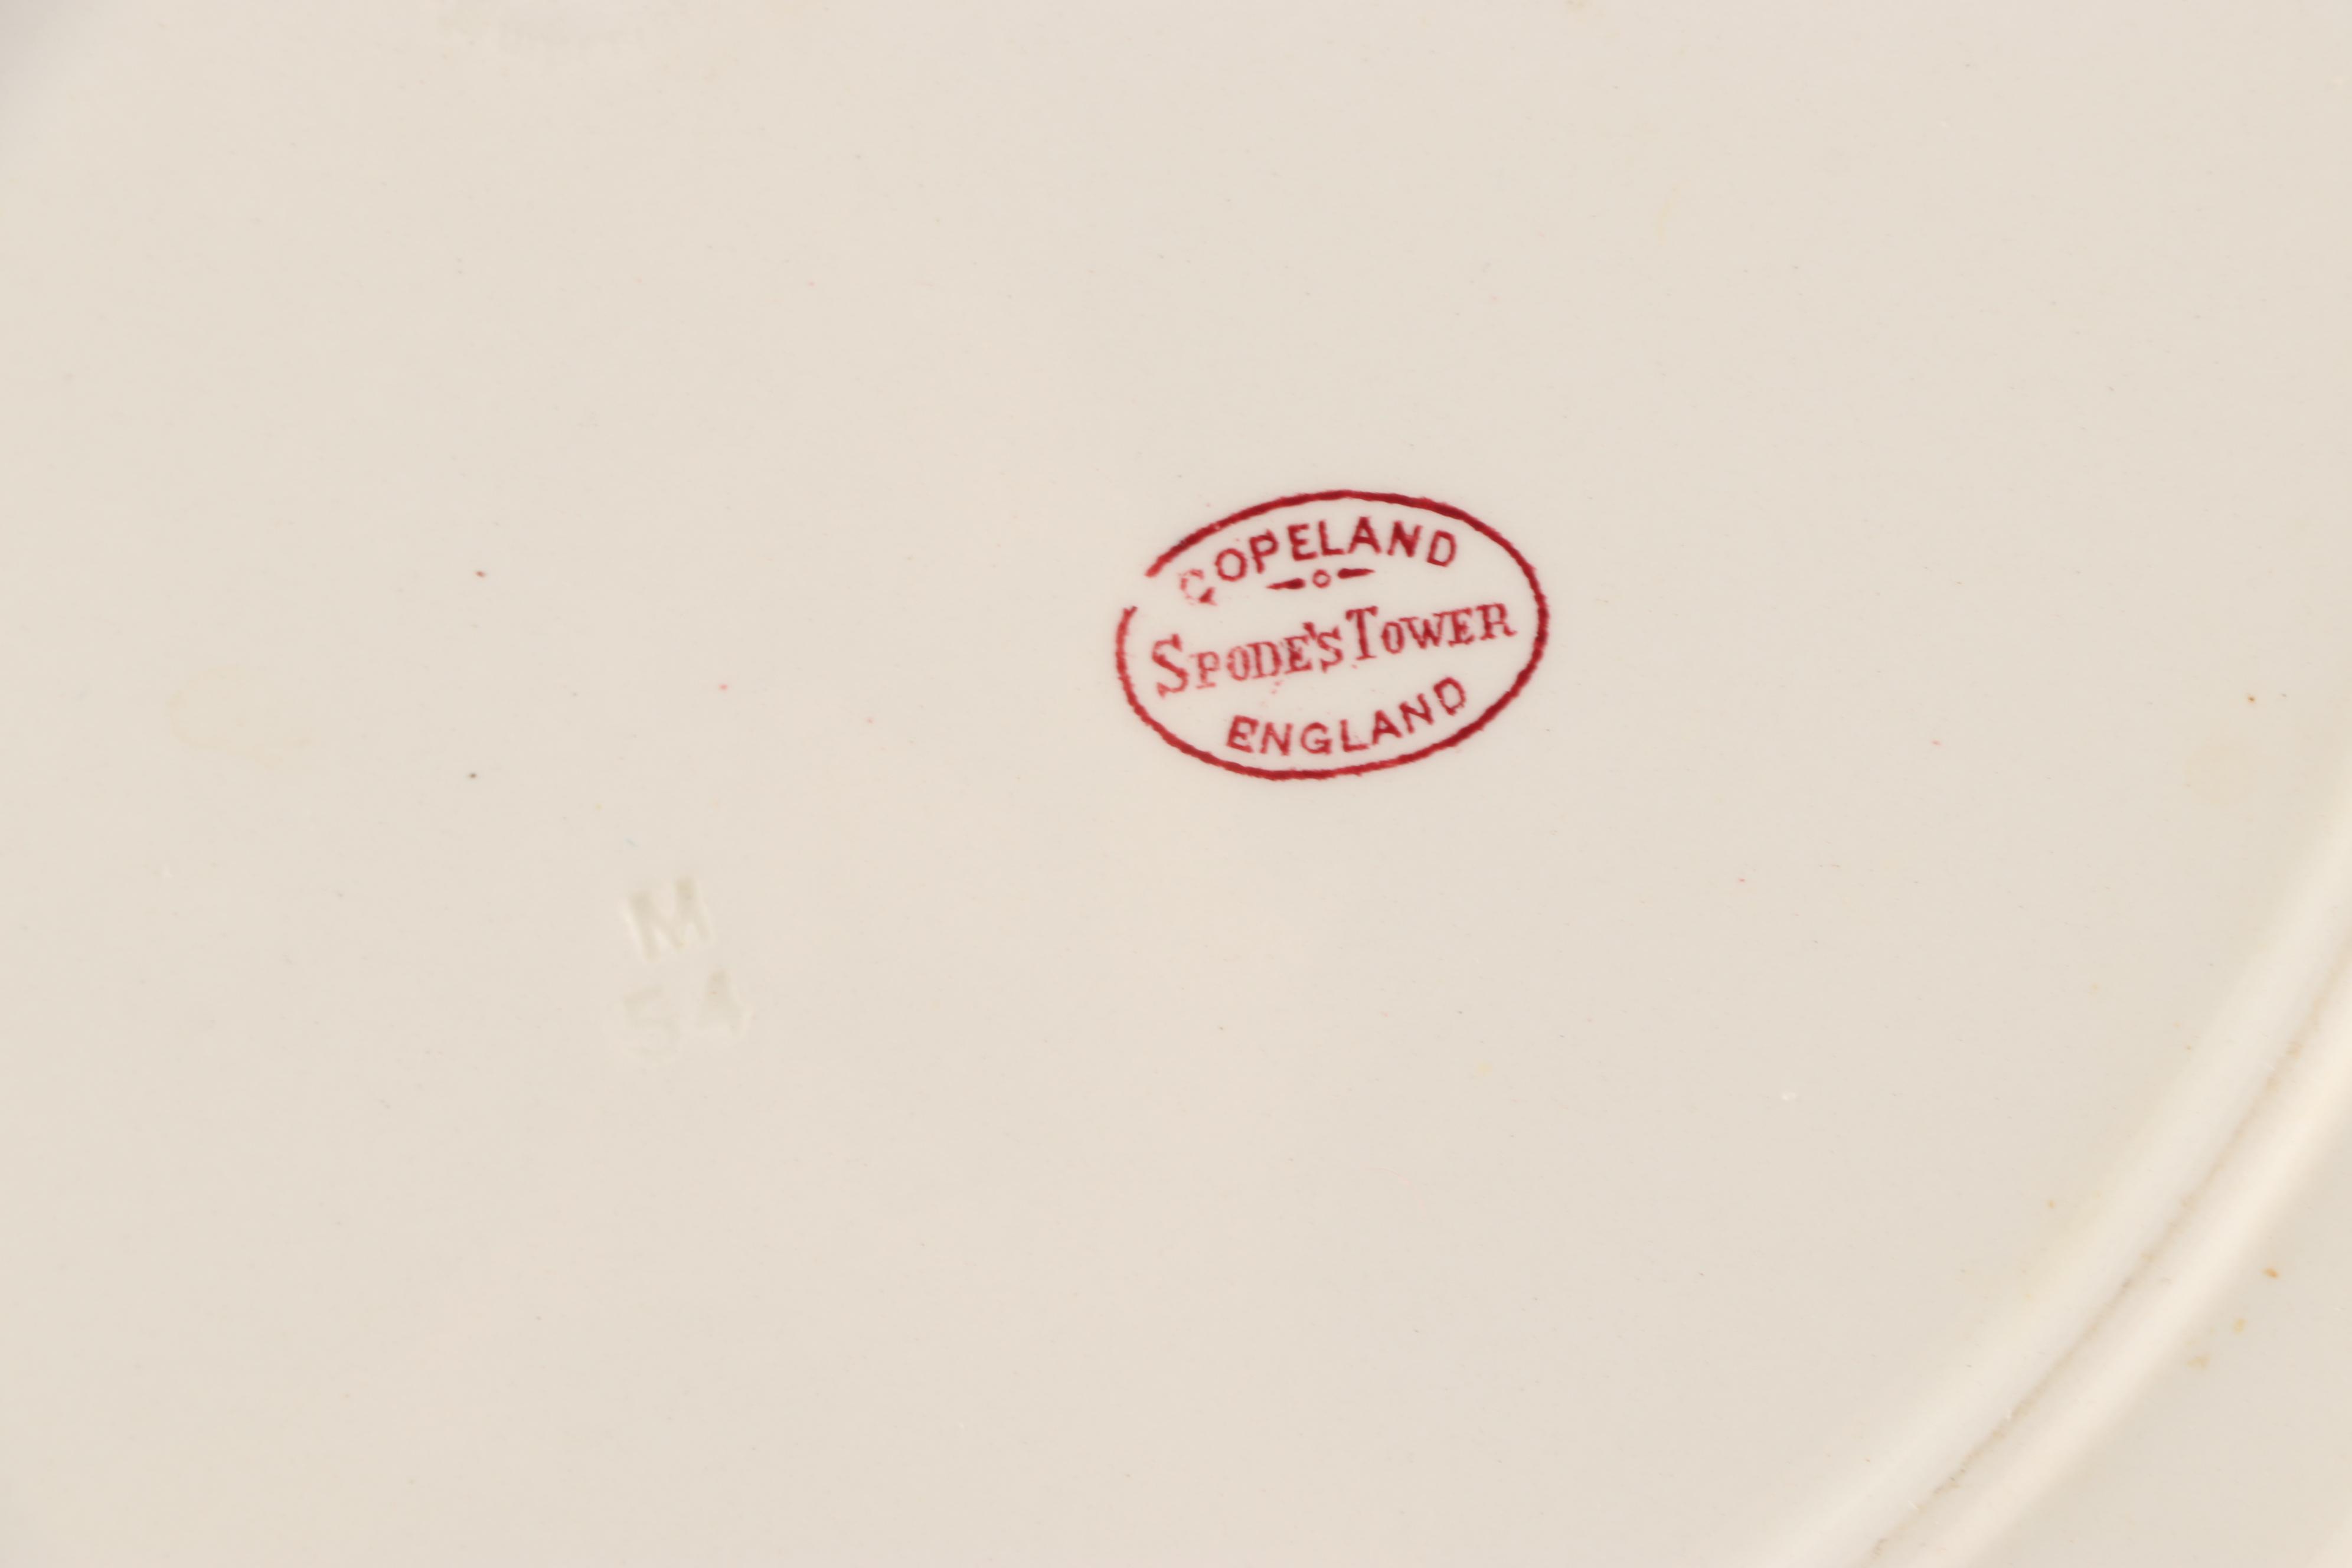 COPELAND
SPODE'S TOWER
ENGLAND
M
54